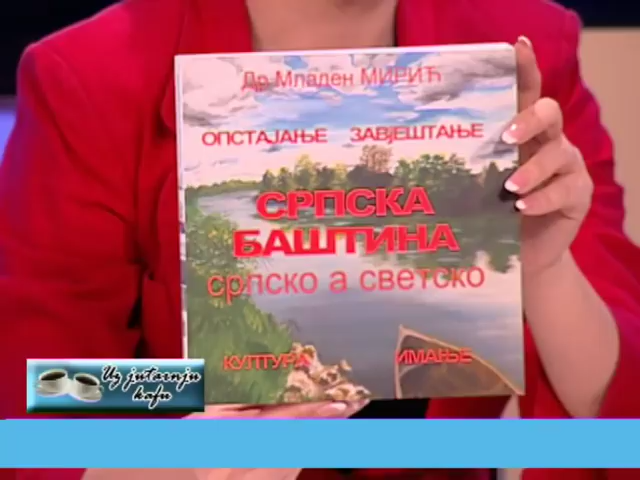 Др Младен МИРИЋ
ОПСТАЈАЊЕ ЗАВЈЕШТАЊЕ
СРПСКА
БАШТИНА
српско а светско
КУЛТУРА ИМАЊЕ
Uz jutarnju
kafu